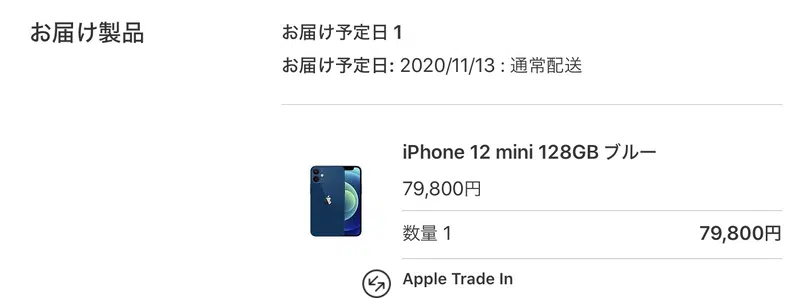 お届け製品
お届け予定日 1
お届け予定日: 2020/11/13 : 通常配送
iPhone 12 mini 128GB ブルー
79,800円
数量 1 79,800円
Apple Trade In